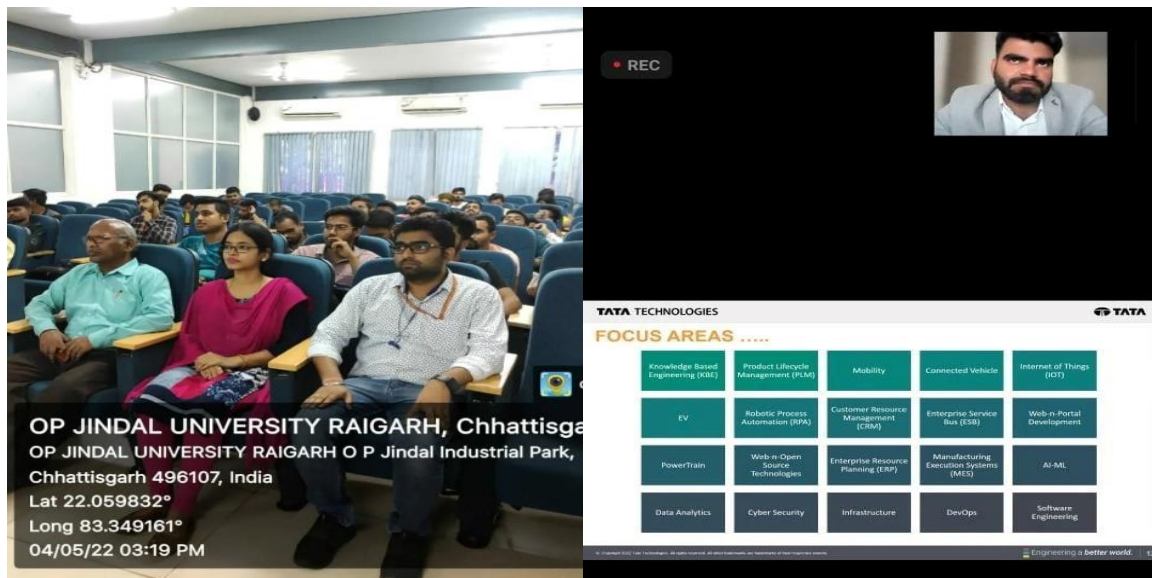 OP JINDAL UNIVERSITY RAIGARH, Chhattisga
OP JINDAL UNIVERSITY RAIGARH O P Jindal Industrial Park,
Chhattisgarh 496107, India
Lat 22.059832°
Long 83.349161°
04/05/22 03:19 PM
REC
TATA TECHNOLOGIES
TATA
FOCUS AREAS .....
Knowledge Based
Engineering (KBE)
Product Lifecycle
Management (PLM)
Mobility
Connected Vehicle
Internet of Things
(IOT)
EV
Robotic Process
Automation (RPA)
Customer Resource
Management
(CRM)
Enterprise Service
Bus (ESB)
Web-n-Portal
Development
PowerTrain
Web-n-Open
Source
Technologies
Enterprise Resource
Planning (ERP)
Manufacturing
Execution Systems
(MES)
AI-ML
Data Analytics
Cyber Security
Infrastructure
DevOps
Software
Engineering
Engineering a better world.